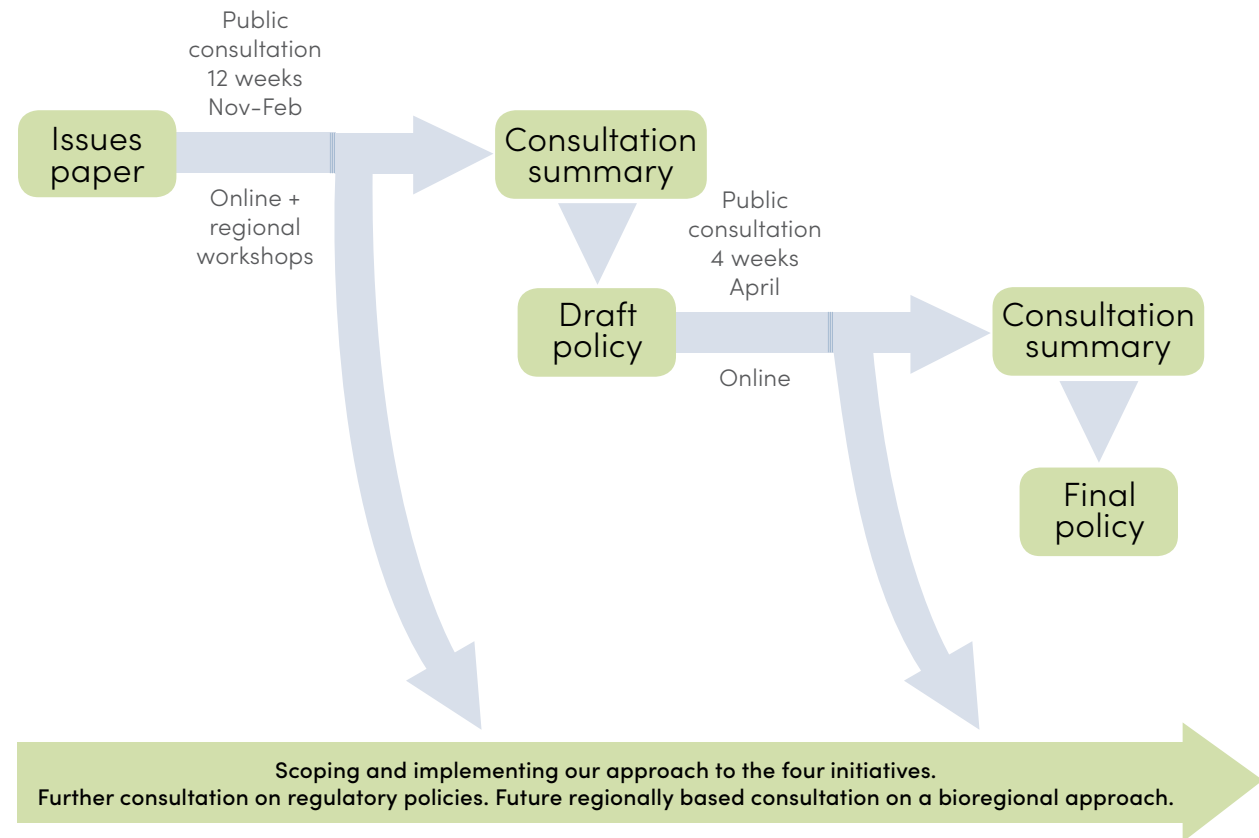 Public
consultation
12 weeks
Nov-Feb
Issues
paper
Online +
regional
workshops
Consultation
summary
Public
consultation
4 weeks
April
Draft
policy
Online
Consultation
summary
Final
policy
Scoping and implementing our approach to the four initiatives.
Further consultation on regulatory policies. Future regionally based consultation on a bioregional approach.